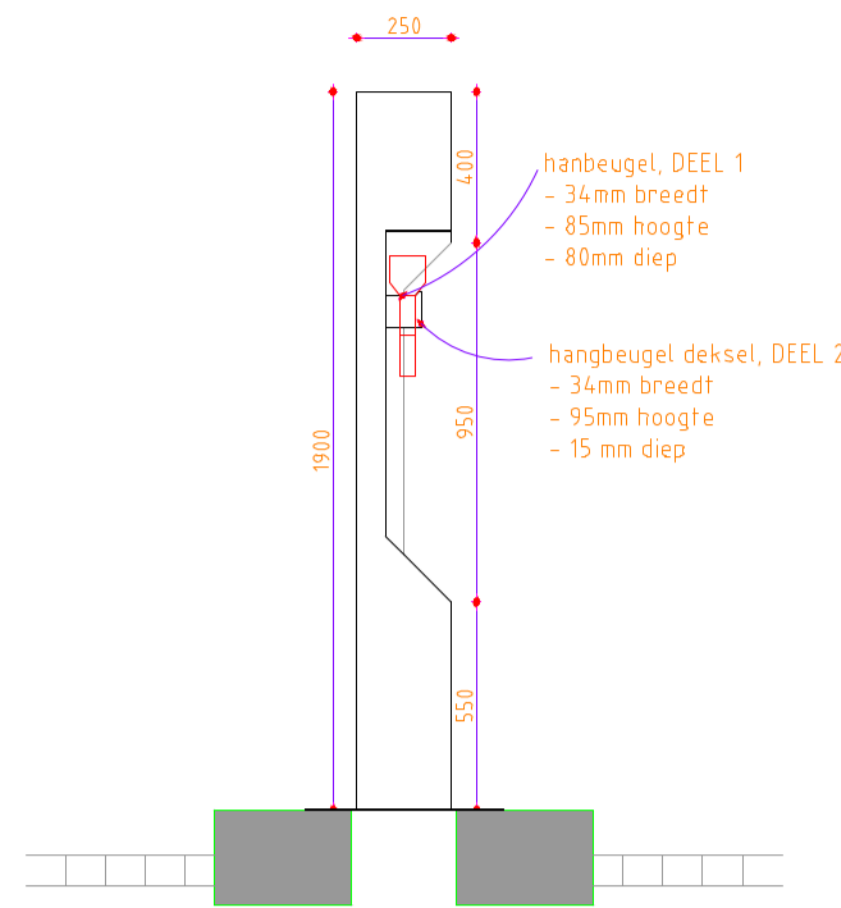 250
400
hanbeugel, DEEL 1
- 34mm breedt
- 85mm hoogte
- 80mm diep
hangbeugel deksel, DEEL 2
- 34mm breedt
- 95mm hoogte
- 15 mm diep
950
1900
550